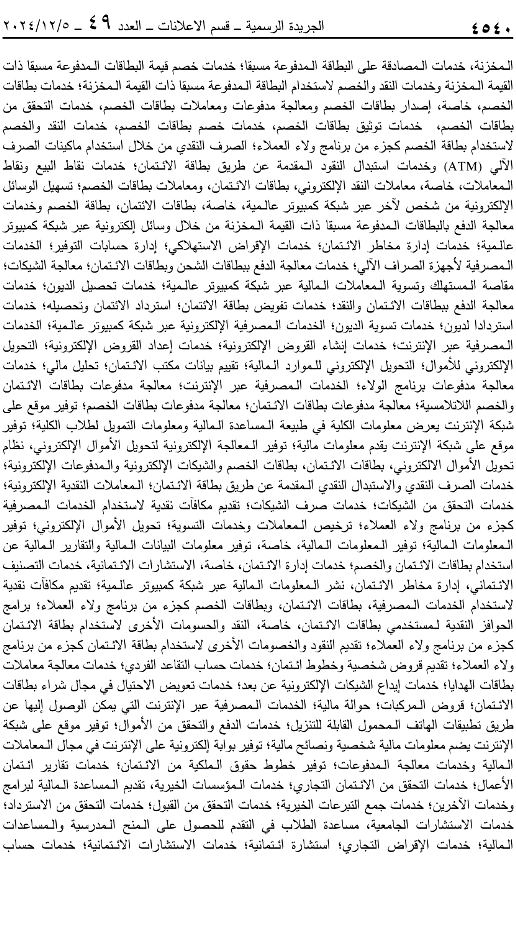 ٤٥٤٠ الجريدة الرسمية ــ قسم الاعلانات ــ العدد ٤٩ ــ ٢٠٢٤/١٢/٥
المخزنة، خدمات المصادقة على البطاقة المدفوعة مسبقا؛ خدمات خصم قيمة البطاقات المدفوعة مسبقا ذات
القيمة المخزنة وخدمات النقد والخصم لاستخدام البطاقة المدفوعة مسبقا ذات القيمة المخزنة؛ خدمات بطاقات
الخصم، خاصة، إصدار بطاقات الخصم ومعالجة مدفوعات ومعاملات بطاقات الخصم، خدمات التحقق من
بطاقات الخصم، خدمات توثيق بطاقات الخصم، خدمات خصم بطاقات الخصم، خدمات النقد والخصم
لاستخدام بطاقة الخصم كجزء من برنامج ولاء العملاء؛ الصرف النقدي من خلال استخدام ماكينات الصرف
الآلي (ATM) وخدمات استبدال النقود المقدمة عن طريق بطاقة الائتمان؛ خدمات نقاط البيع ونقاط
المعاملات، خاصة، معاملات النقد الإلكتروني، بطاقات الائتمان، ومعاملات بطاقات الخصم؛ تسهيل الوسائل
الإلكترونية من شخص لآخر عبر شبكة كمبيوتر عالمية، خاصة، بطاقات الائتمان، بطاقة الخصم وخدمات
معالجة الدفع بالبطاقات المدفوعة مسبقا ذات القيمة المخزنة من خلال وسائل إلكترونية عبر شبكة كمبيوتر
عالمية؛ خدمات إدارة مخاطر الائتمان؛ خدمات الإقراض الاستهلاكي؛ إدارة حسابات التوفير؛ الخدمات
المصرفية لأجهزة الصراف الآلي؛ خدمات معالجة الدفع ببطاقات الشحن وبطاقات الائتمان؛ معالجة الشيكات؛
مقاصة المستهلك وتسوية المعاملات المالية عبر شبكة كمبيوتر عالمية؛ خدمات تحصيل الديون؛ خدمات
معالجة الدفع ببطاقات الائتمان والنقد؛ خدمات تفويض بطاقة الائتمان؛ استرداد الائتمان وتحصيله؛ خدمات
استردادا لديون؛ خدمات تسوية الديون؛ الخدمات المصرفية الإلكترونية عبر شبكة كمبيوتر عالمية؛ الخدمات
المصرفية عبر الإنترنت؛ خدمات إنشاء القروض الإلكترونية؛ خدمات إعداد القروض الإلكترونية؛ التحويل
الإلكتروني للأموال؛ التحويل الإلكتروني للموارد المالية؛ تقييم بيانات مكتب الائتمان؛ تحليل مالي؛ خدمات
معالجة مدفوعات برنامج الولاء؛ الخدمات المصرفية عبر الإنترنت؛ معالجة مدفوعات بطاقات الائتمان
والخصم اللاتلامسية؛ معالجة مدفوعات بطاقات الائتمان؛ معالجة مدفوعات بطاقات الخصم؛ توفير موقع على
شبكة الإنترنت يعرض معلومات الكلية في طبيعة المساعدة المالية ومعلومات التمويل لطلاب الكلية؛ توفير
موقع على شبكة الإنترنت يقدم معلومات مالية؛ توفير المعالجة الإلكترونية لتحويل الأموال الإلكتروني، نظام
تحويل الأموال الالكتروني، بطاقات الائتمان، بطاقات الخصم والشيكات الإلكترونية والمدفوعات الإلكترونية؛
خدمات الصرف النقدي والاستبدال النقدي المقدمة عن طريق بطاقة الائتمان؛ المعاملات النقدية الإلكترونية؛
خدمات التحقق من الشيكات؛ خدمات صرف الشيكات؛ تقديم مكافآت نقدية لاستخدام الخدمات المصرفية
كجزء من برنامج ولاء العملاء؛ ترخيص المعاملات وخدمات التسوية؛ تحويل الأموال الإلكتروني؛ توفير
المعلومات المالية؛ توفير المعلومات المالية، خاصة، توفير معلومات البيانات المالية والتقارير المالية عن
استخدام بطاقات الائتمان والخصم؛ خدمات إدارة الائتمان، خاصة، الاستشارات الائتمانية، خدمات التصنيف
الائتماني، إدارة مخاطر الائتمان، نشر المعلومات المالية عبر شبكة كمبيوتر عالمية؛ تقديم مكافآت نقدية
لاستخدام الخدمات المصرفية، بطاقات الائتمان، وبطاقات الخصم كجزء من برنامج ولاء العملاء؛ برامج
الحوافز النقدية لمستخدمي بطاقات الائتمان، خاصة، النقد والحسومات الأخرى لاستخدام بطاقة الائتمان
كجزء من برنامج ولاء العملاء؛ تقديم النقود والخصومات الأخرى لاستخدام بطاقة الائتمان كجزء من برنامج
ولاء العملاء؛ تقديم قروض شخصية وخطوط ائتمان؛ خدمات حساب التقاعد الفردي؛ خدمات معالجة معاملات
بطاقات الهدايا؛ خدمات إيداع الشيكات الإلكترونية عن بعد؛ خدمات تعويض الاحتيال في مجال شراء بطاقات
الائتمان؛ قروض المركبات؛ حوالة مالية؛ الخدمات المصرفية عبر الإنترنت التي يمكن الوصول إليها عن
طريق تطبيقات الهاتف المحمول القابلة للتنزيل؛ خدمات الدفع والتحقق من الأموال؛ توفير موقع على شبكة
الإنترنت يضم معلومات مالية شخصية ونصائح مالية؛ توفير بوابة إلكترونية على الإنترنت في مجال المعاملات
المالية وخدمات معالجة المدفوعات؛ توفير خطوط حقوق الملكية من الائتمان؛ خدمات تقارير ائتمان
الأعمال؛ خدمات التحقق من الائتمان التجاري؛ خدمات المؤسسات الخيرية، تقديم المساعدة المالية لبرامج
وخدمات الآخرين؛ خدمات جمع التبرعات الخيرية؛ خدمات التحقق من القبول؛ خدمات التحقق من الاسترداد؛
خدمات الاستشارات الجامعية، مساعدة الطلاب في التقدم للحصول على المنح المدرسية والمساعدات
المالية؛ خدمات الإقراض التجاري؛ استشارة ائتمانية؛ خدمات الاستشارات الائتمانية؛ خدمات حساب